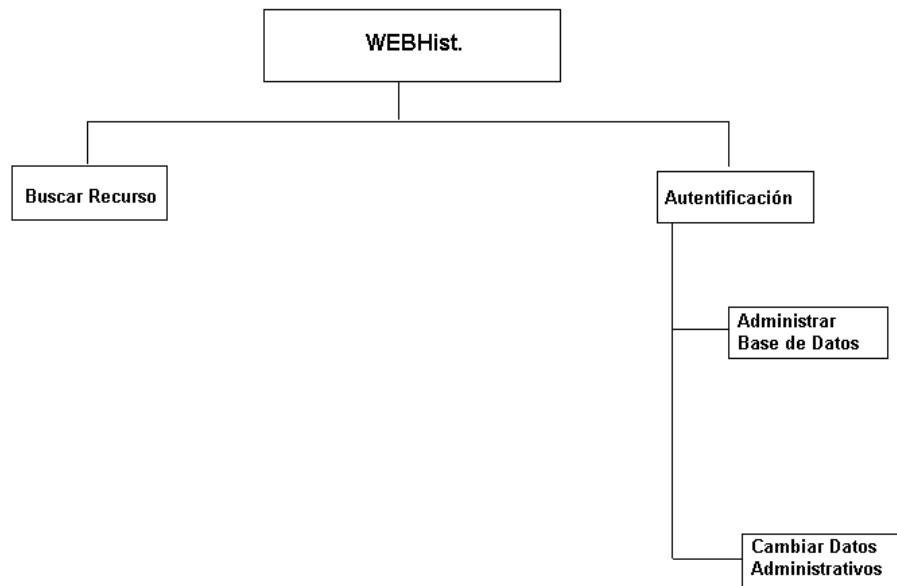 WEBHist.
Buscar Recurso
Autentificación
Administrar
Base de Datos
Cambiar Datos
Administrativos